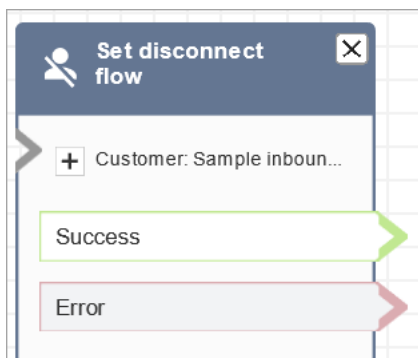 Set disconnect
flow
Customer: Sample inboun...
Success
Error